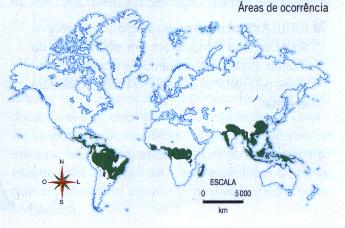 Áreas de ocorrência
N
O
L
S
ESCALA
0 5000
km